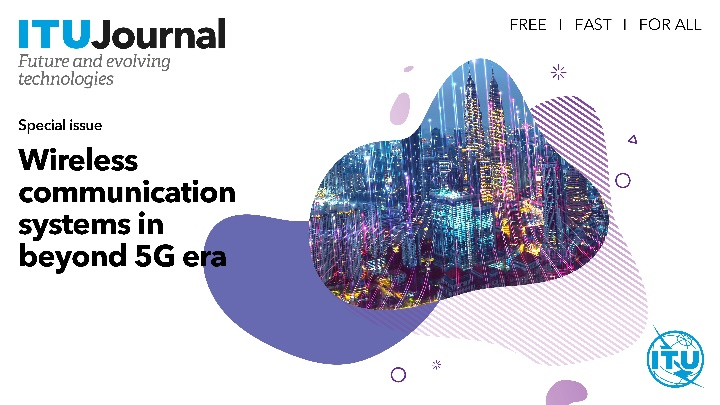 ITUJournal
Future and evolving
technologies
FREE I FAST I FOR ALL
Special issue
Wireless
communication
systems in
beyond 5G era
ITU